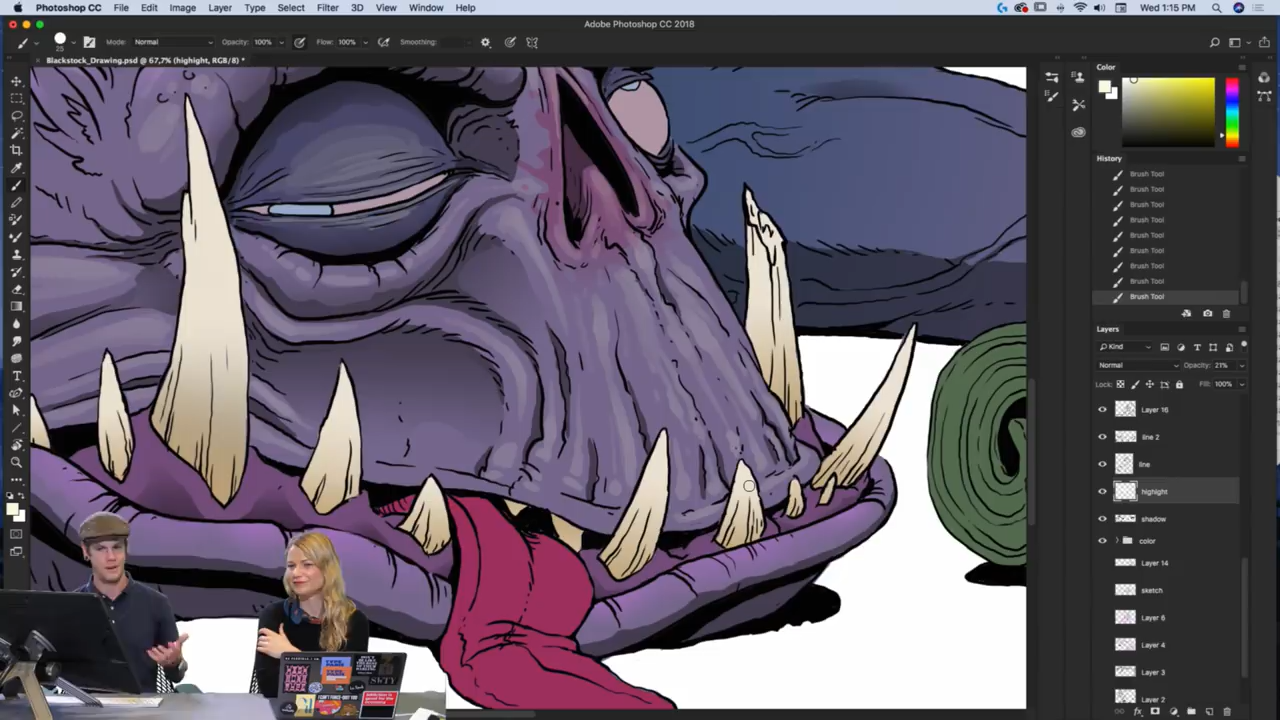 Photoshop CC File Edit Image Layer Type Select Filter 3D View Window Help Wed 1:15 PM
Adobe Photoshop CC 2018
25 Mode: Normal Opacity: 100% Flow: 100% Smoothing:
Blackstock_Drawing.psd @ 67,7% (highight, RGB/8) *
Color
History
Brush Tool
Brush Tool
Brush Tool
Brush Tool
Brush Tool
Brush Tool
Brush Tool
Brush Tool
Brush Tool
Layers
Kind
Normal Opacity: 21%
Lock: Fill: 100%
Layer 16
line 2
line
highight
shadow
color
Layer 14
sketch
Layer 6
Layer 4
Layer 3
Layer 2
SWTY